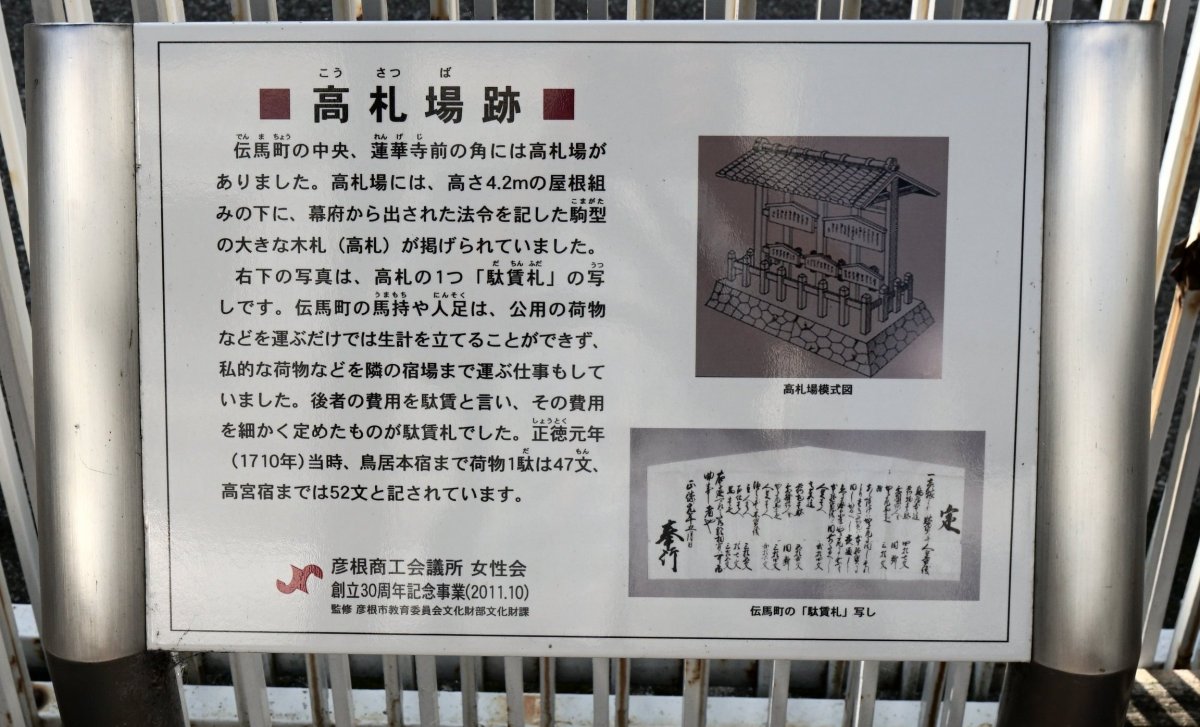 こうさつば
■ 高札場跡 ■
伝馬町の中央、蓮華寺前の角には高札場が
ありました。高札場には、高さ4.2mの屋根組
みの下に、幕府から出された法令を記した駒型
の大きな木札（高札）が掲げられていました。
右下の写真は、高札の1つ「駄賃札」の写
しです。伝馬町の馬持や人足は、公用の荷物
などを運ぶだけでは生計を立てることができず、
私的な荷物などを隣の宿場まで運ぶ仕事もして
いました。後者の費用を駄賃と言い、その費用
を細かく定めたものが駄賃札でした。正徳元年
（1710年）当時、鳥居本宿まで荷物1駄は47文、
高宮宿までは52文と記されています。
彦根商工会議所 女性会
創立30周年記念事業(2011.10)
監修 彦根市教育委員会文化財部文化財課
高札場模式図
定
奉行
伝馬町の「駄賃札」写し